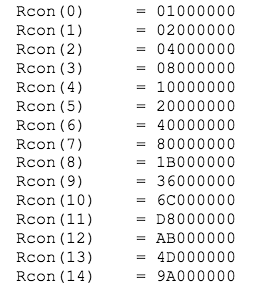 Rcon(0) = 01000000
Rcon(1) = 02000000
Rcon(2) = 04000000
Rcon(3) = 08000000
Rcon(4) = 10000000
Rcon(5) = 20000000
Rcon(6) = 40000000
Rcon(7) = 80000000
Rcon(8) = 1B000000
Rcon(9) = 36000000
Rcon(10) = 6C000000
Rcon(11) = D8000000
Rcon(12) = AB000000
Rcon(13) = 4D000000
Rcon(14) = 9A000000